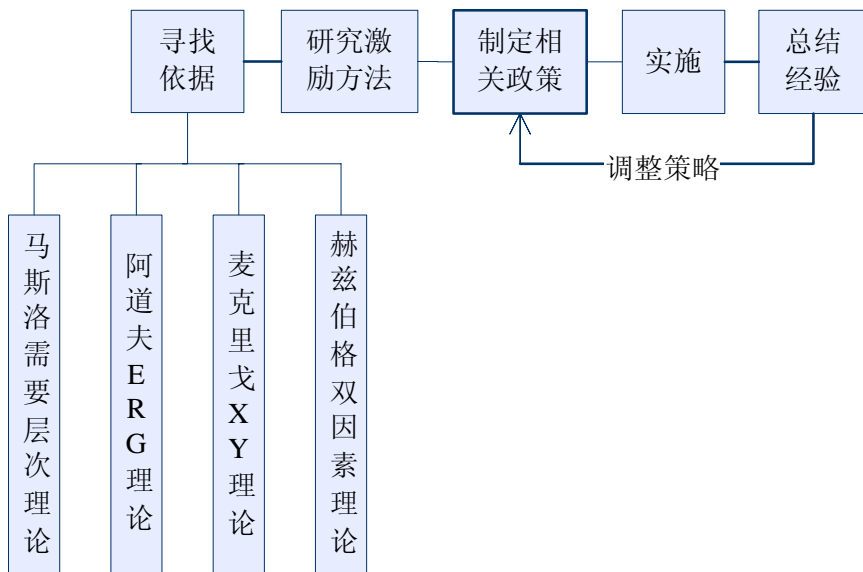 寻找
依据
研究激
励方法
制定相
关政策
实施
总结
经验
调整策略
马斯洛需要层次理论
阿道夫ERG理论
麦克里戈XY理论
赫兹伯格双因素理论